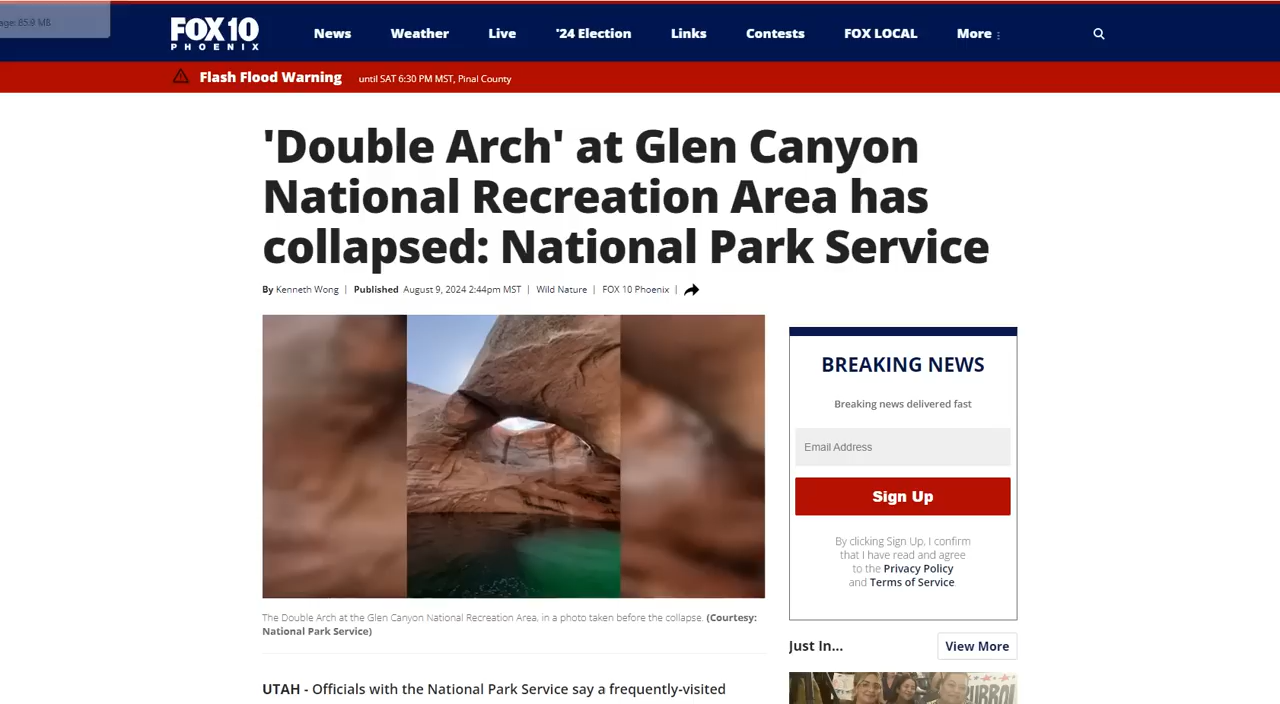 age: 85.9 MB
FOX 10
PHOENIX
News Weather Live '24 Election Links Contests FOX LOCAL More
Flash Flood Warning until SAT 6:30 PM MST, Pinal County
'Double Arch' at Glen Canyon
National Recreation Area has
collapsed: National Park Service
By Kenneth Wong | Published August 9, 2024 2:44pm MST | Wild Nature | FOX 10 Phoenix |
The Double Arch at the Glen Canyon National Recreation Area, in a photo taken before the collapse. (Courtesy:
National Park Service)
UTAH - Officials with the National Park Service say a frequently-visited
BREAKING NEWS
Breaking news delivered fast
Email Address
Sign Up
By clicking Sign Up, I confirm
that I have read and agree
to the Privacy Policy
and Terms of Service
Just In...
View More